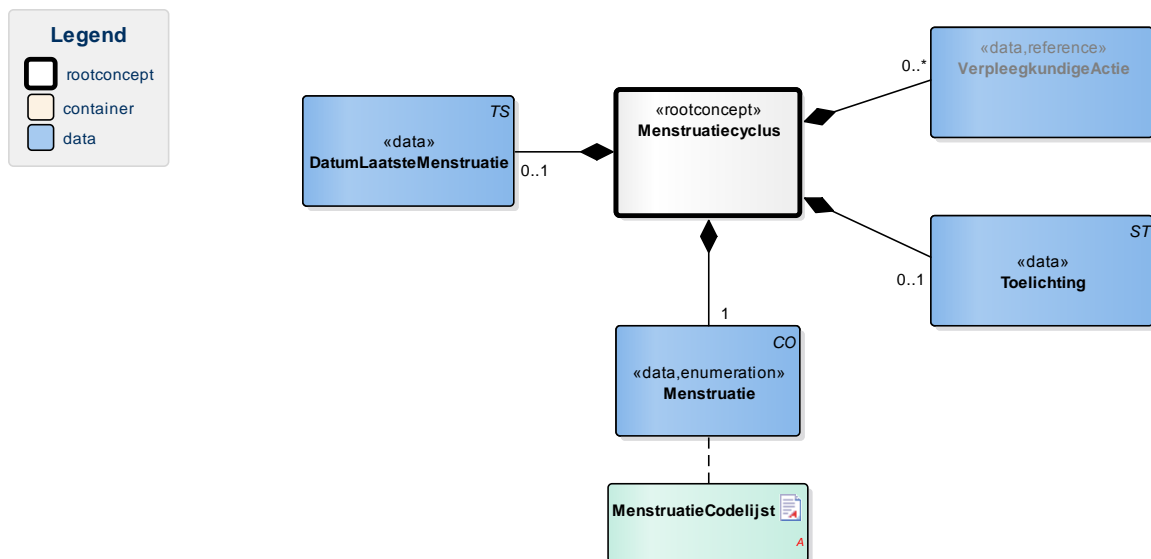 Legend
rootconcept
container
data
TS
«data»
DatumLaatsteMenstruatie
0..1
«rootconcept»
Menstruatiecyclus
«data,reference»
VerpleegkundigeActie
0..*
ST
«data»
Toelichting
0..1
1
CO
«data,enumeration»
Menstruatie
MenstruatieCodelijst
A